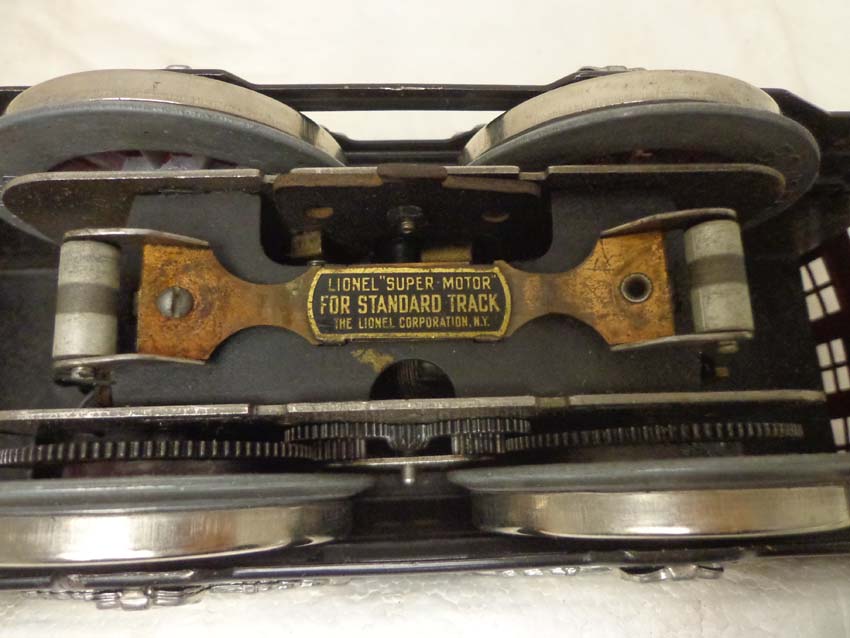 LIONEL "SUPER-MOTOR"
FOR STANDARD TRACK
THE LIONEL CORPORATION, N.Y.